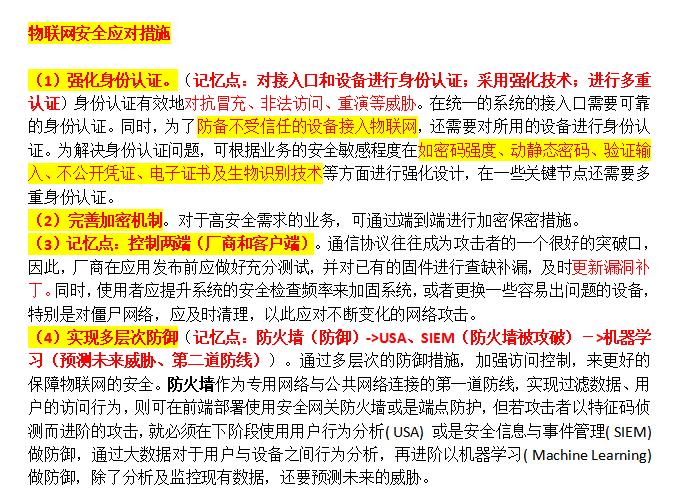 物联网安全应对措施
（1）强化身份认证。（记忆点：对接入口和设备进行身份认证；采用强化技术；进行多重
认证）身份认证有效地对抗冒充、非法访问、重演等威胁。在统一的系统的接入口需要可靠
的身份认证。同时，为了防备不受信任的设备接入物联网，还需要对所用的设备进行身份认
证。为解决身份认证问题，可根据业务的安全敏感程度在如密码强度、动静态密码、验证输
入、不公开凭证、电子证书及生物识别技术等方面进行强化设计，在一些关键节点还需要多
重身份认证。
（2）完善加密机制。对于高安全需求的业务，可通过端到端进行加密保密措施。
（3）记忆点：控制两端（厂商和客户端）。通信协议往往成为攻击者的一个很好的突破口，
因此，厂商在应用发布前应做好充分测试，并对已有的固件进行查缺补漏，及时更新漏洞补
丁。同时，使用者应提升系统的安全检查频率来加固系统，或者更换一些容易出问题的设备，
特别是对僵尸网络，应及时清理，以此应对不断变化的网络攻击。
（4）实现多层次防御（记忆点：防火墙（防御）->USA、SIEM（防火墙被攻破）－>机器学
习（预测未来威胁、第二道防线））。通过多层次的防御措施，加强访问控制，来更好的
保障物联网的安全。防火墙作为专用网络与公共网络连接的第一道防线，实现过滤数据、用
户的访问行为，则可在前端部署使用安全网关防火墙或是端点防护，但若攻击者以特征码侦
测而进阶的攻击，就必须在下阶段使用用户行为分析( USA) 或是安全信息与事件管理( SIEM)
做防御，通过大数据对于用户与设备之间行为分析，再进阶以机器学习( Machine Learning)
做防御，除了分析及监控现有数据，还要预测未来的威胁。